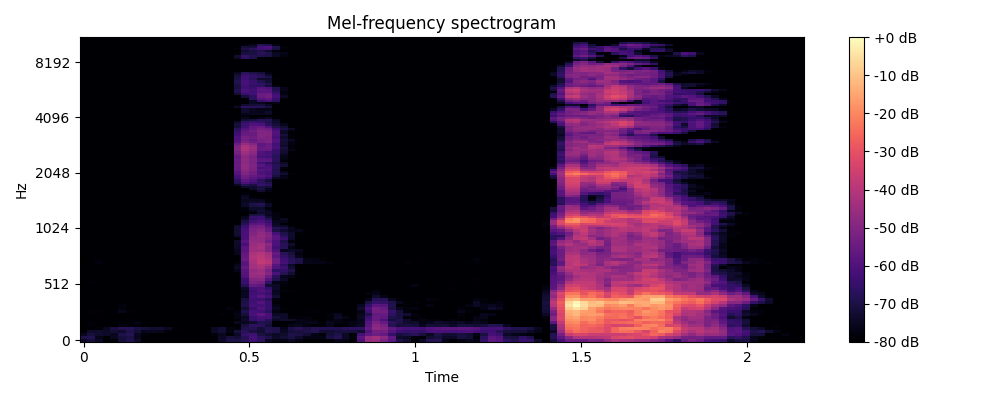 Mel-frequency spectrogram
Hz
8192
4096
2048
1024
512
0
0 0.5 1 1.5 2
Time
+0 dB
-10 dB
-20 dB
-30 dB
-40 dB
-50 dB
-60 dB
-70 dB
-80 dB